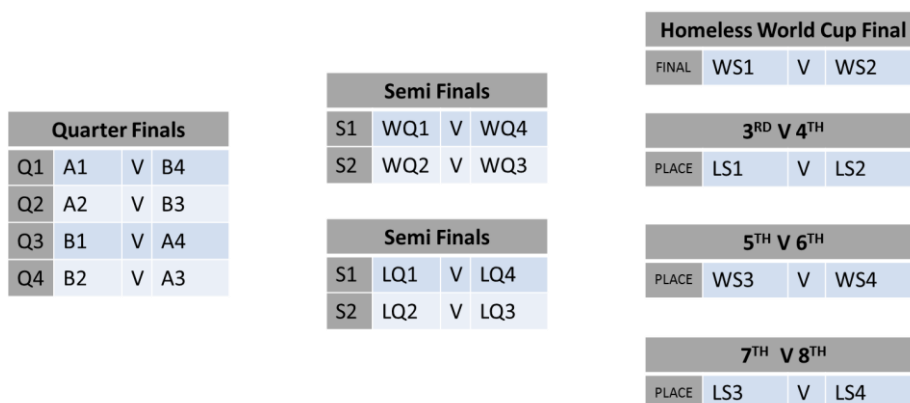 Quarter Finals
Q1 A1 V B4
Q2 A2 V B3
Q3 B1 V A4
Q4 B2 V A3
Semi Finals
S1 WQ1 V WQ4
S2 WQ2 V WQ3
Semi Finals
S1 LQ1 V LQ4
S2 LQ2 V LQ3
Homeless World Cup Final
FINAL WS1 V WS2
3RD V 4TH
PLACE LS1 V LS2
5TH V 6TH
PLACE WS3 V WS4
7TH V 8TH
PLACE LS3 V LS4